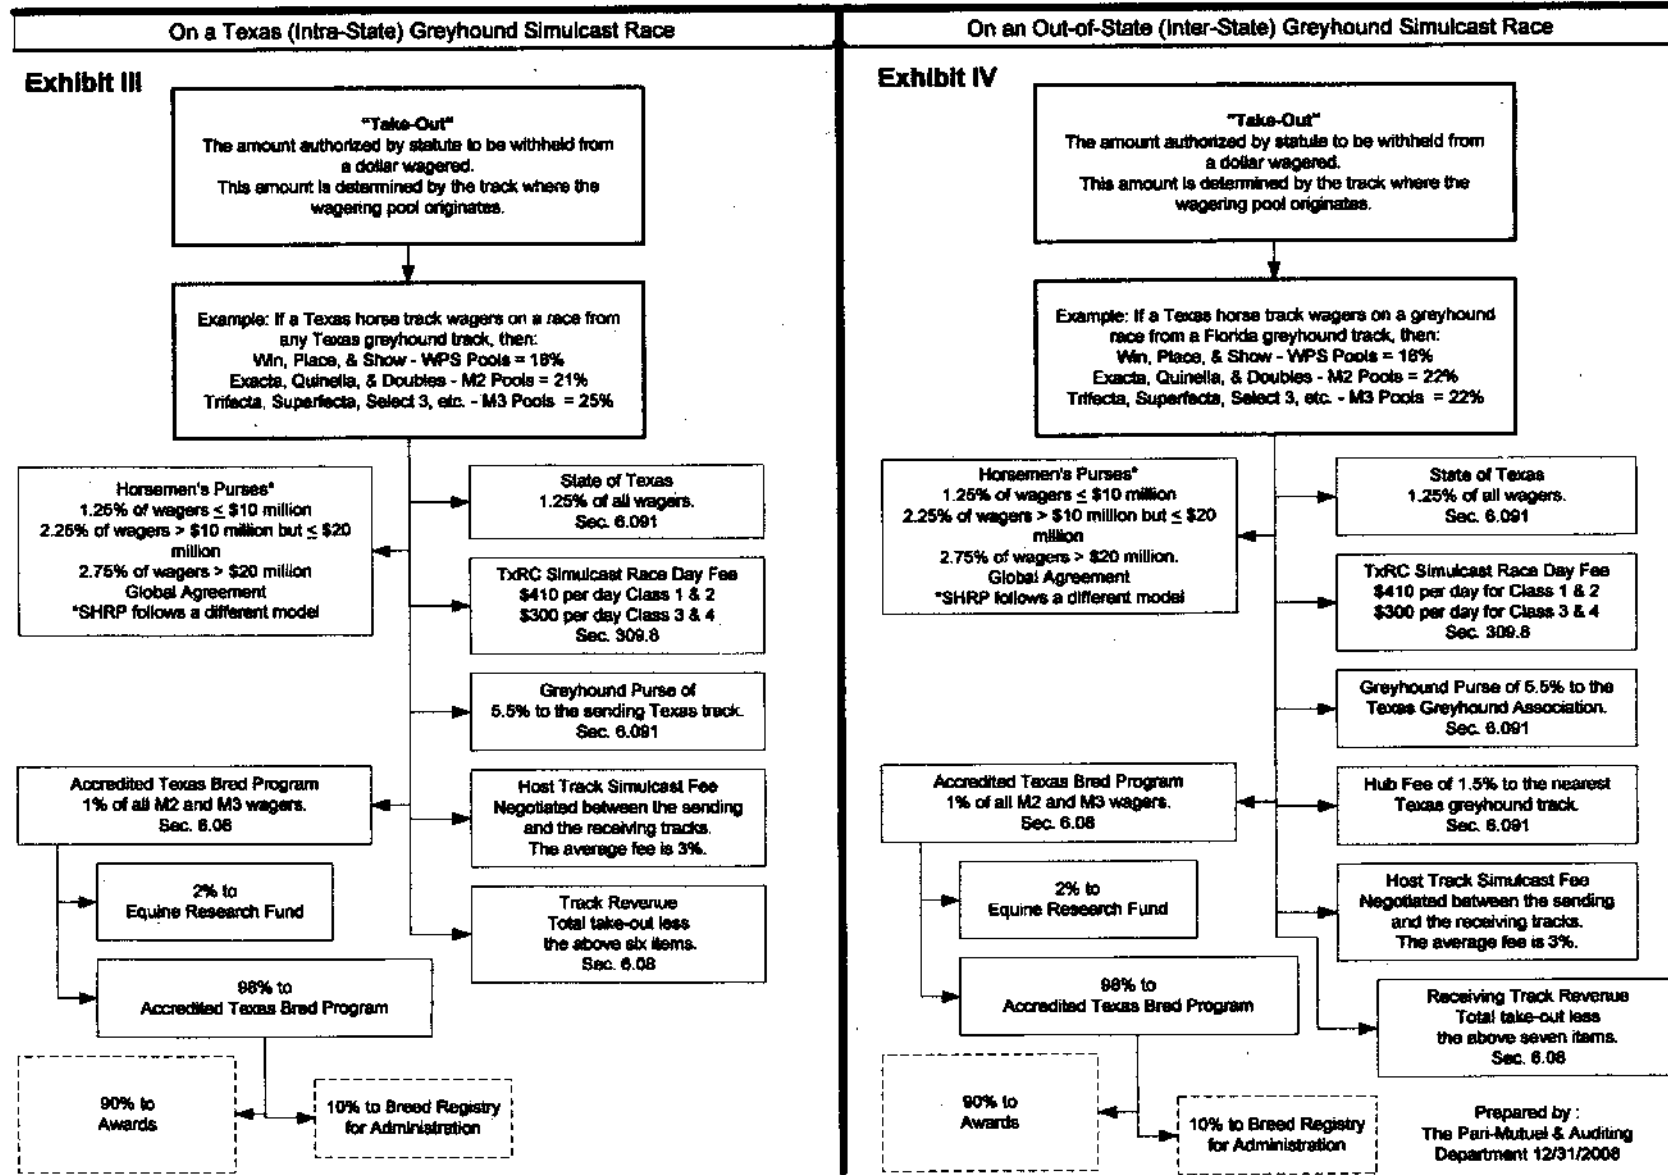 On a Texas (Intra-State) Greyhound Simulcast Race
Exhibit III
"Take-Out"
The amount authorized by statute to be withheld from
a dollar wagered.
This amount is determined by the track where the
wagering pool originates.
Example: If a Texas horse track wagers on a race from
any Texas greyhound track, then:
Win, Place, & Show - WPS Pools = 18%
Exacta, Quinella, & Doubles - M2 Pools = 21%
Trifecta, Superfecta, Select 3, etc. - M3 Pools = 25%
Horsemen's Purses*
1.25% of wagers ≤ $10 million
2.25% of wagers > $10 million but ≤ $20
million
2.75% of wagers > $20 million
Global Agreement
*SHRP follows a different model
State of Texas
1.25% of all wagers.
Sec. 6.091
TxRC Simulcast Race Day Fee
$410 per day Class 1 & 2
$300 per day Class 3 & 4
Sec. 309.8
Greyhound Purse of
5.5% to the sending Texas track.
Sec. 6.091
Accredited Texas Bred Program
1% of all M2 and M3 wagers.
Sec. 6.08
Host Track Simulcast Fee
Negotiated between the sending
and the receiving tracks.
The average fee is 3%.
2% to
Equine Research Fund
Track Revenue
Total take-out less
the above six items.
Sec. 6.08
98% to
Accredited Texas Bred Program
90% to
Awards
10% to Breed Registry
for Administration
On an Out-of-State (Inter-State) Greyhound Simulcast Race
Exhibit IV
"Take-Out"
The amount authorized by statute to be withheld from
a dollar wagered.
This amount is determined by the track where the
wagering pool originates.
Example: If a Texas horse track wagers on a greyhound
race from a Florida greyhound track, then:
Win, Place, & Show - WPS Pools = 18%
Exacta, Quinella, & Doubles - M2 Pools = 22%
Trifecta, Superfecta, Select 3, etc. - M3 Pools = 22%
Horsemen's Purses*
1.25% of wagers ≤ $10 million
2.25% of wagers > $10 million but ≤ $20
million
2.75% of wagers > $20 million.
Global Agreement
*SHRP follows a different model
State of Texas
1.25% of all wagers.
Sec. 6.091
TxRC Simulcast Race Day Fee
$410 per day for Class 1 & 2
$300 per day for Class 3 & 4
Sec. 309.8
Greyhound Purse of 5.5% to the
Texas Greyhound Association.
Sec. 6.091
Accredited Texas Bred Program
1% of all M2 and M3 wagers.
Sec. 6.08
Hub Fee of 1.5% to the nearest
Texas greyhound track.
Sec. 6.091
2% to
Equine Research Fund
Host Track Simulcast Fee
Negotiated between the sending
and the receiving tracks.
The average fee is 3%.
98% to
Accredited Texas Bred Program
Receiving Track Revenue
Total take-out less
the above seven items.
Sec. 6.08
90% to
Awards
10% to Breed Registry
for Administration
Prepared by :
The Pari-Mutuel & Auditing
Department 12/31/2008